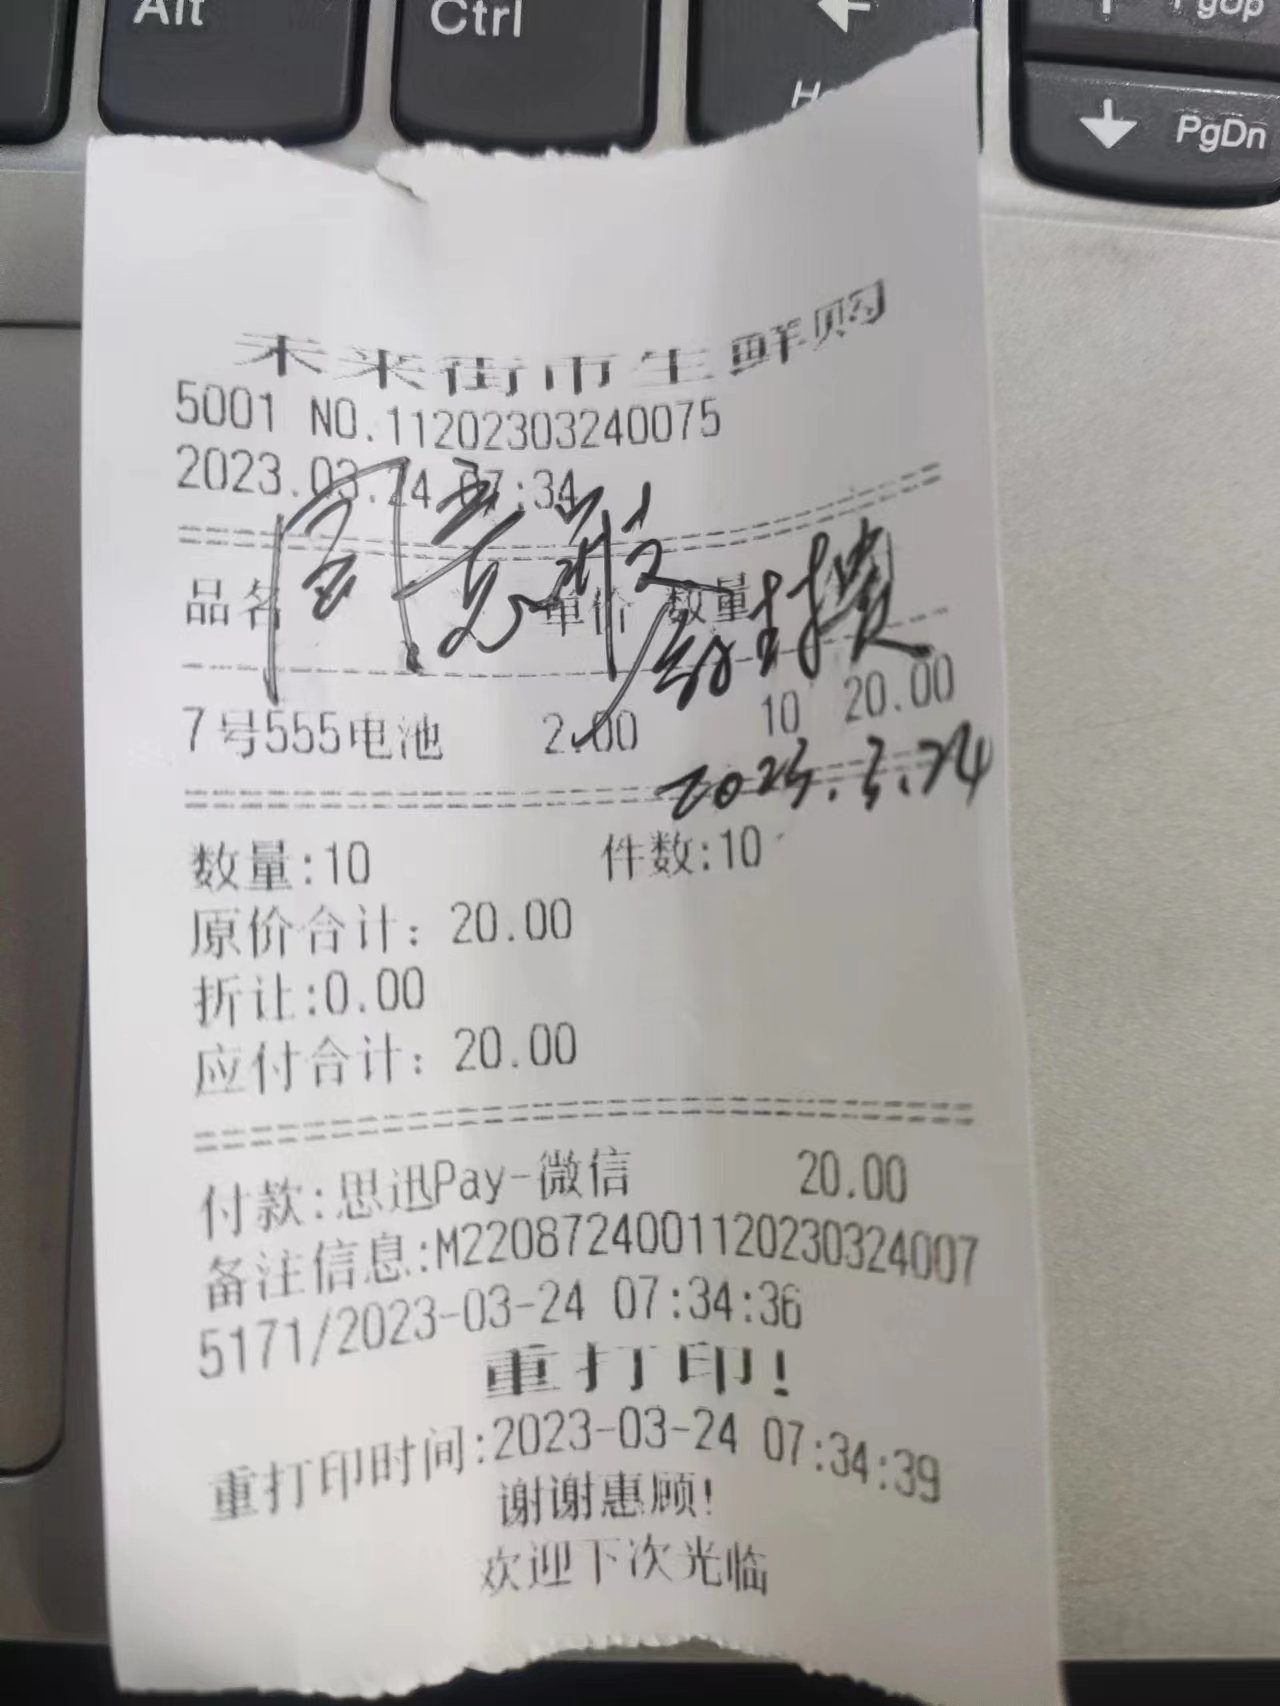 Alt
Ctrl
PgUp
PgDn
未来街市生鲜购
5001 NO.11202303240075
2023.03.24 07:34
同意报
品名 单价 数量
7号555电池 2.00 10 20.00
2023.3.24
数量:10 件数:10
原价合计: 20.00
折让:0.00
应付合计: 20.00
付款:思迅Pay-微信 20.00
备注信息:M2208724001120230324007
5171/2023-03-24 07:34:36
重打印!
重打印时间:2023-03-24 07:34:39
谢谢惠顾!
欢迎下次光临